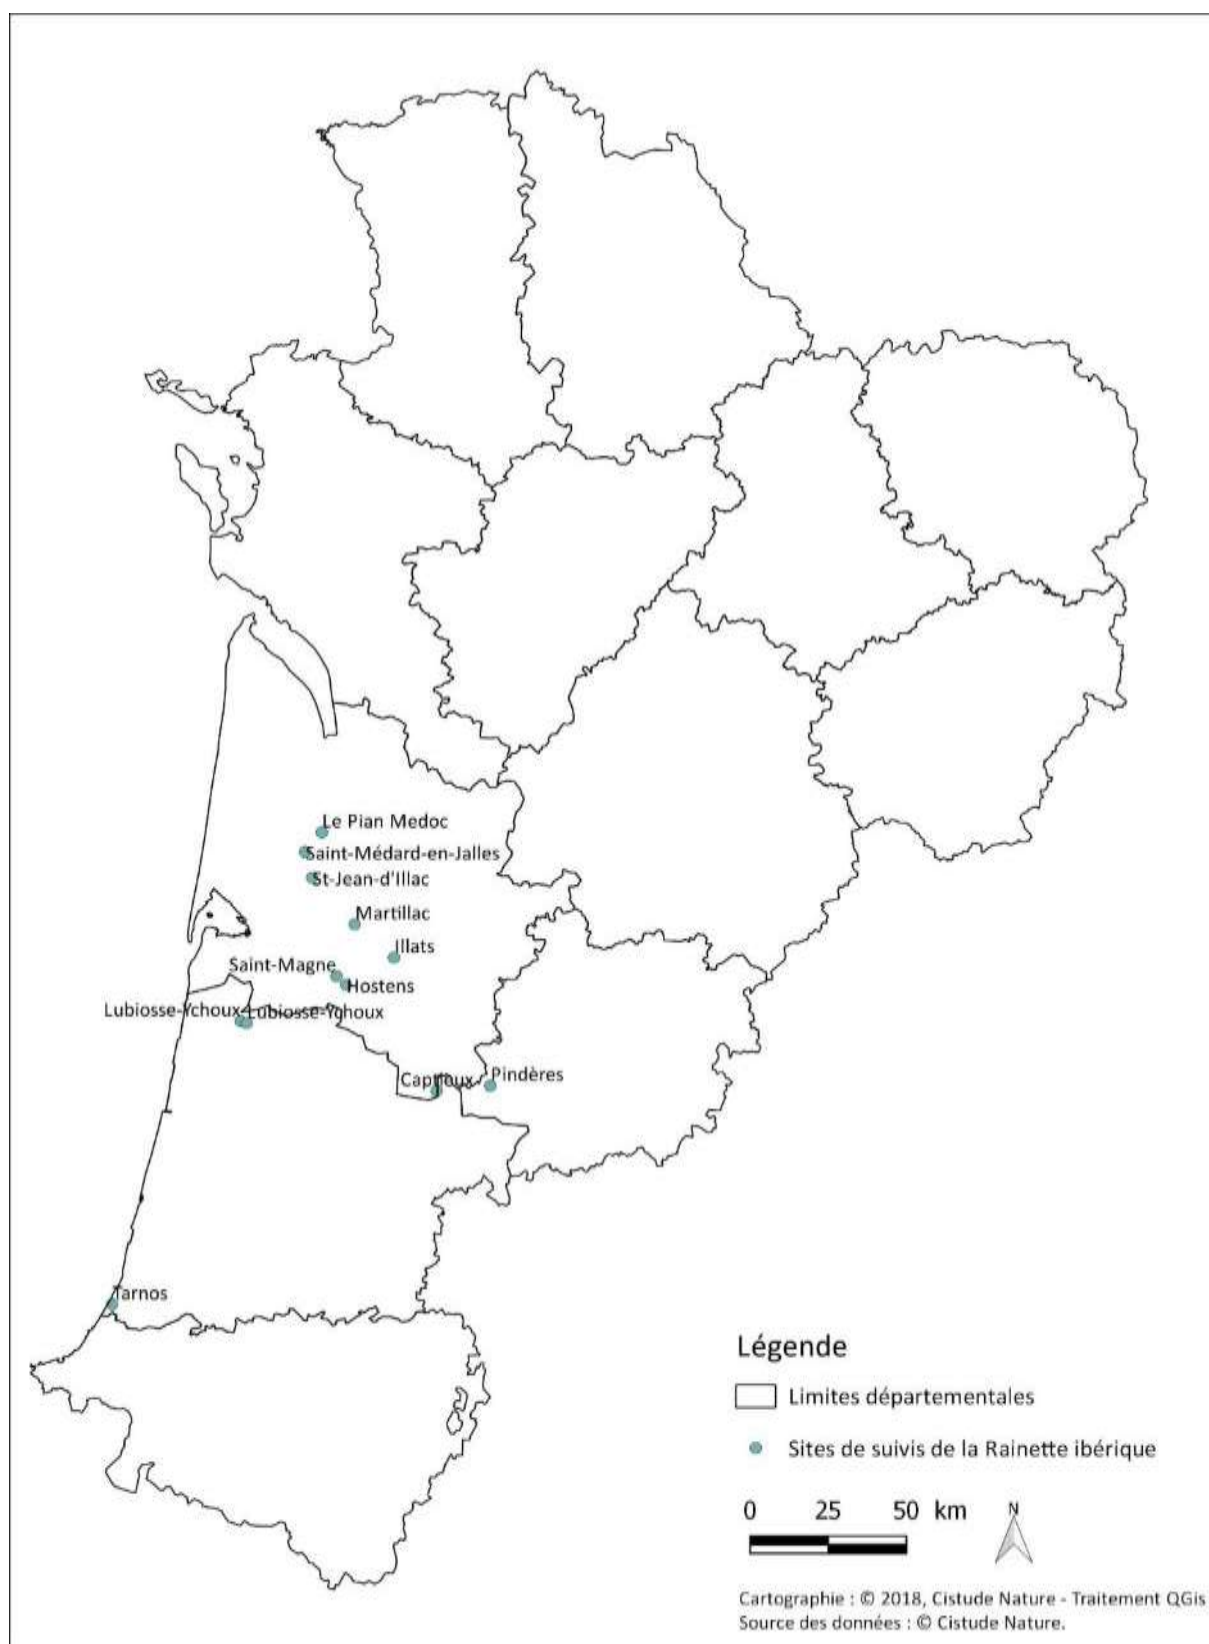 Le Pian Medoc
Saint-Médard-en-Jalles
St-Jean-d'Illac
Martillac
Illats
Saint-Magne
Hostens
Lubiosse-Ychoux
Lubiosse-Ychoux
Captioux
Pindères
Tarnos
Légende
Limites départementales
Sites de suivis de la Rainette ibérique
0 25 50 km
N
Cartographie : © 2018, Cistude Nature - Traitement QGis
Source des données : © Cistude Nature.